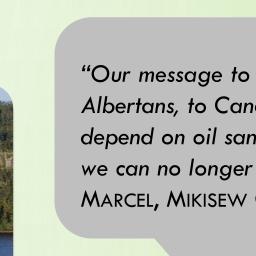 “Our message to
Albertans, to
depend on oil
we can no longer
MARCEL, MIKISEW